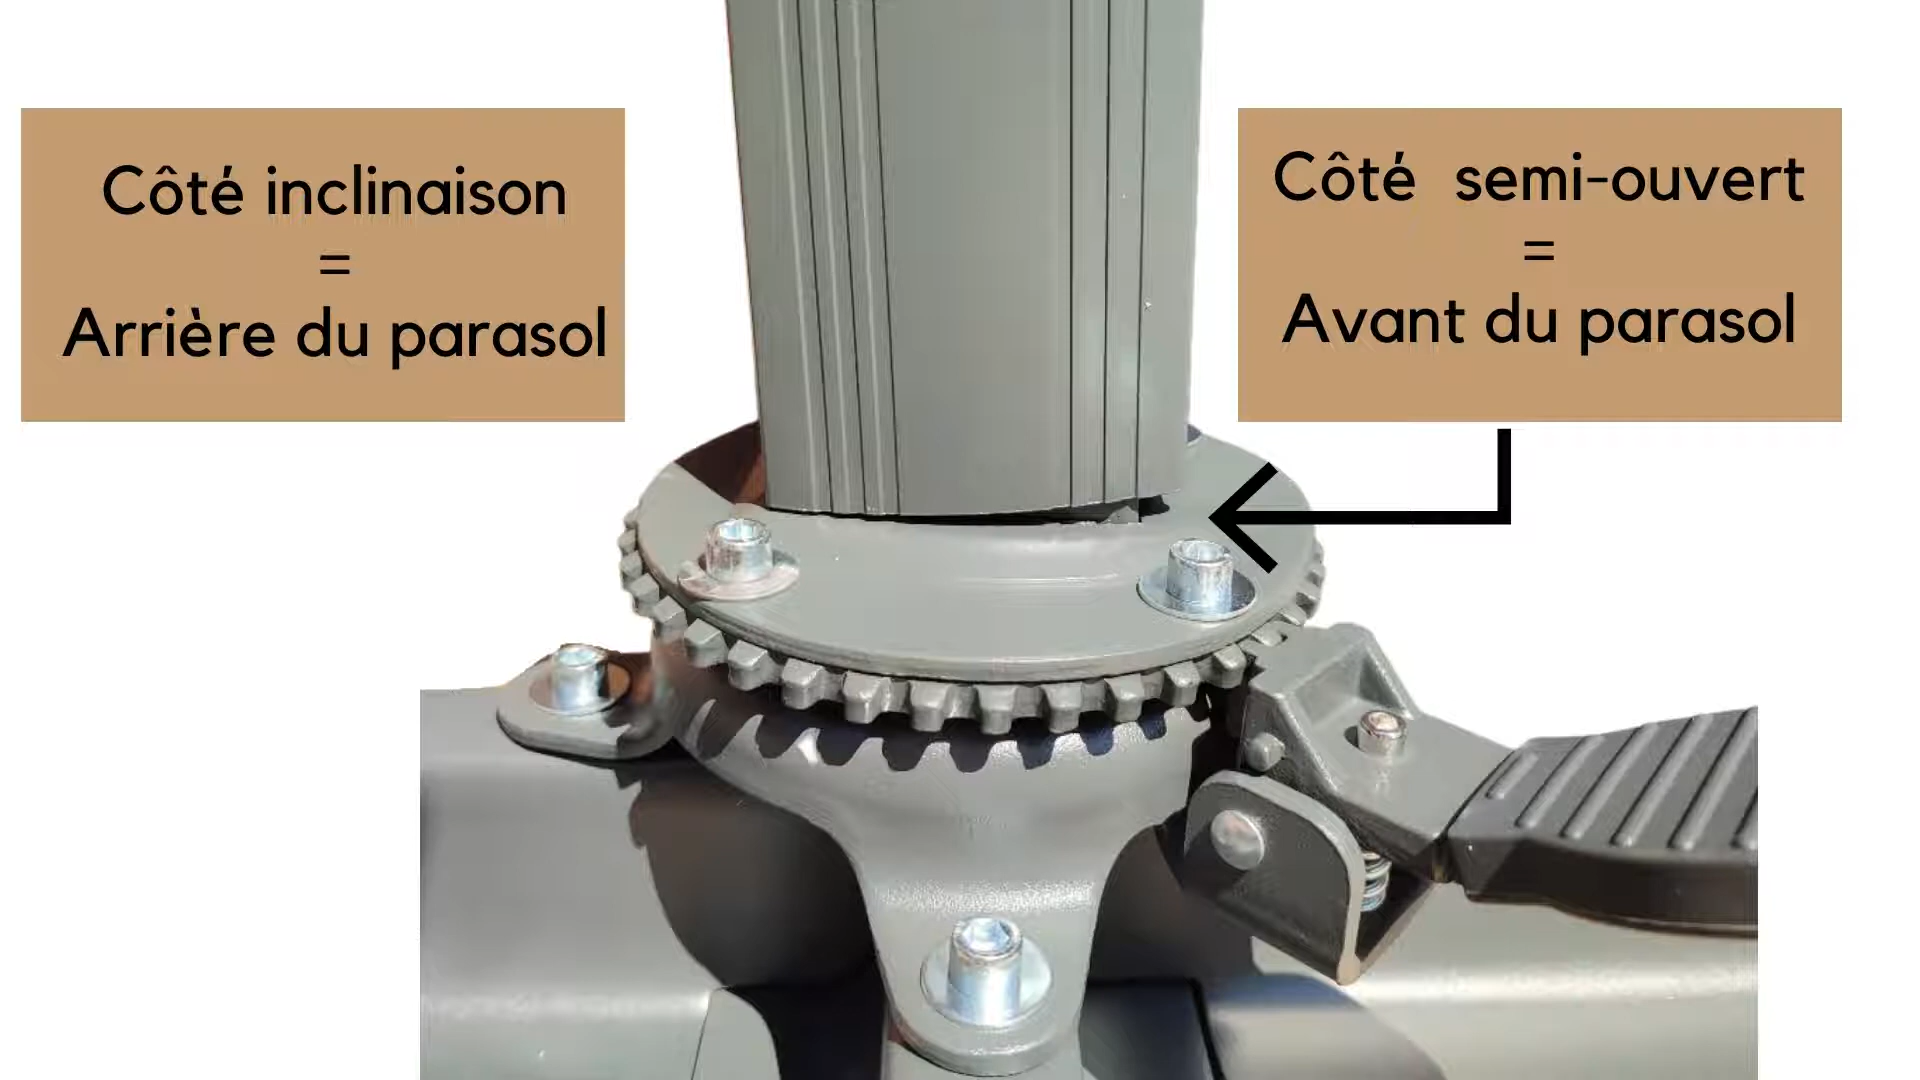 Côté inclinaison
=
Arrière du parasol
Côté semi-ouvert
=
Avant du parasol